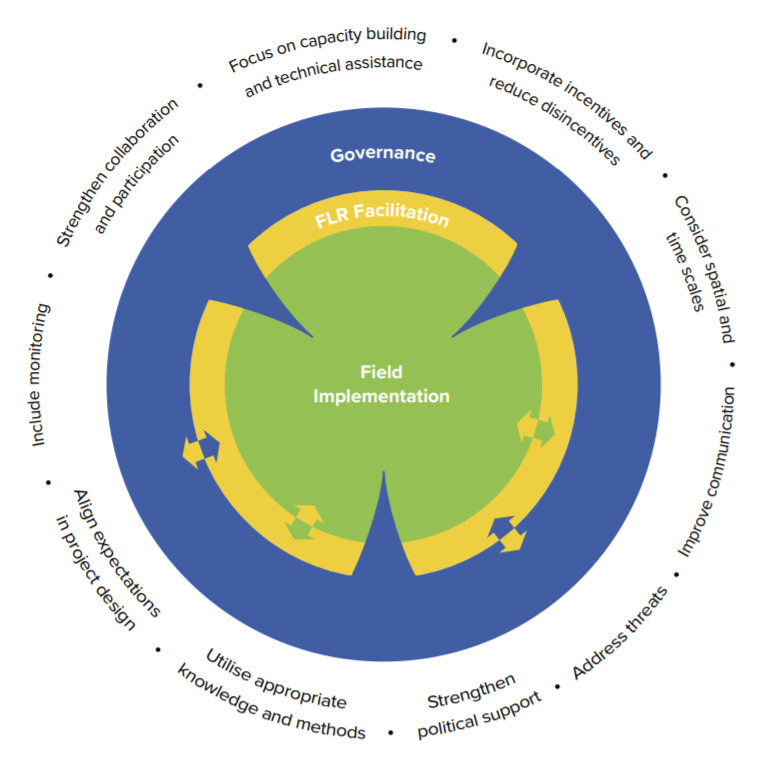 Focus on capacity building
and technical assistance
Incorporate incentives and
reduce disincentives
Consider spatial and
time scales
Improve communication
Address threats
Strengthen
political support
Utilise appropriate
knowledge and methods
Align expectations
in project design
Include monitoring
Strengthen collaboration
and participation
Governance
FLR Facilitation
Field
Implementation